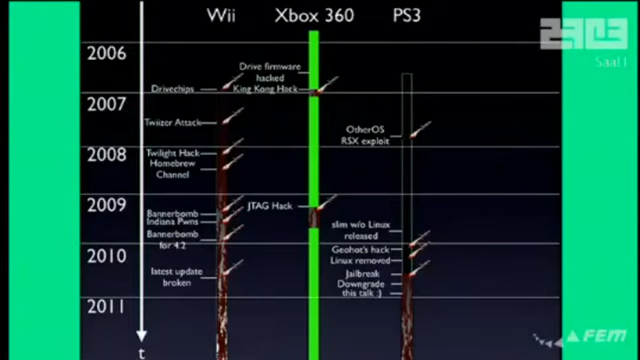 Wii Xbox 360 PS3
2006
Drive firmware
hacked
Drivechips
King Kong Hack
2007
Twiizer Attack
OtherOS
RSX exploit
2008
Twilight Hack
Homebrew
Channel
2009
JTAG Hack
Bannerbomb
Indiana Pwns
slim w/o Linux
released
Bannerbomb
for 4.2
2010
Geohot's hack
Linux removed
latest update
broken
Jailbreak
Downgrade
this talk :)
2011
t
Saal 1
FEM